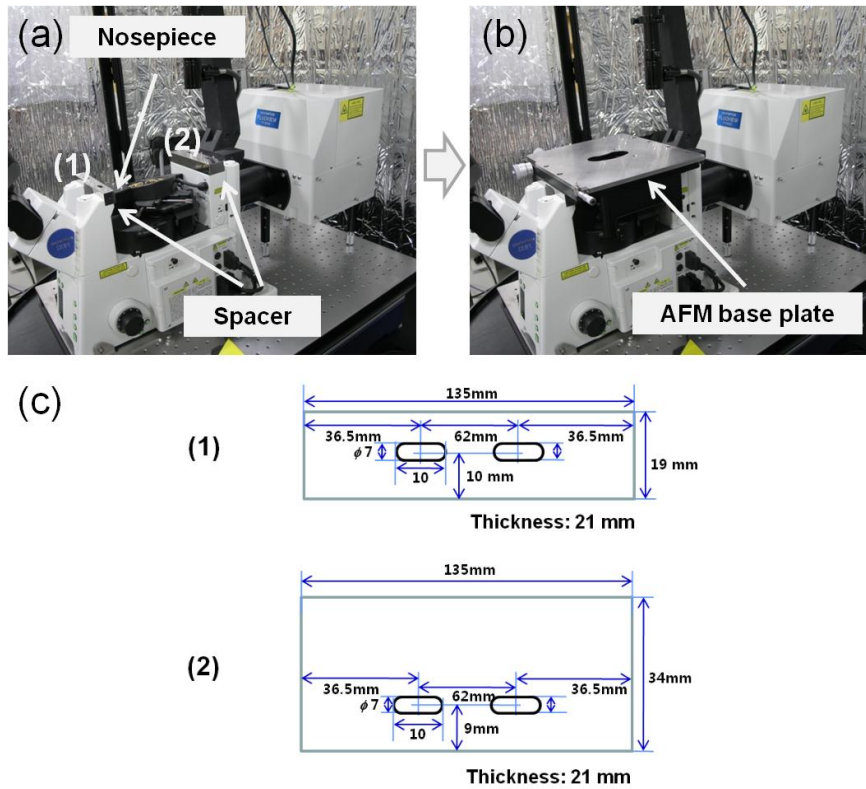 (a)
Nosepiece
(1)
(2)
Spacer
(b)
AFM base plate
(c)
(1)
135mm
36.5mm
62mm
36.5mm
ϕ7
10
10 mm
19 mm
Thickness: 21 mm
(2)
135mm
36.5mm
62mm
36.5mm
ϕ7
10
9mm
34mm
Thickness: 21 mm